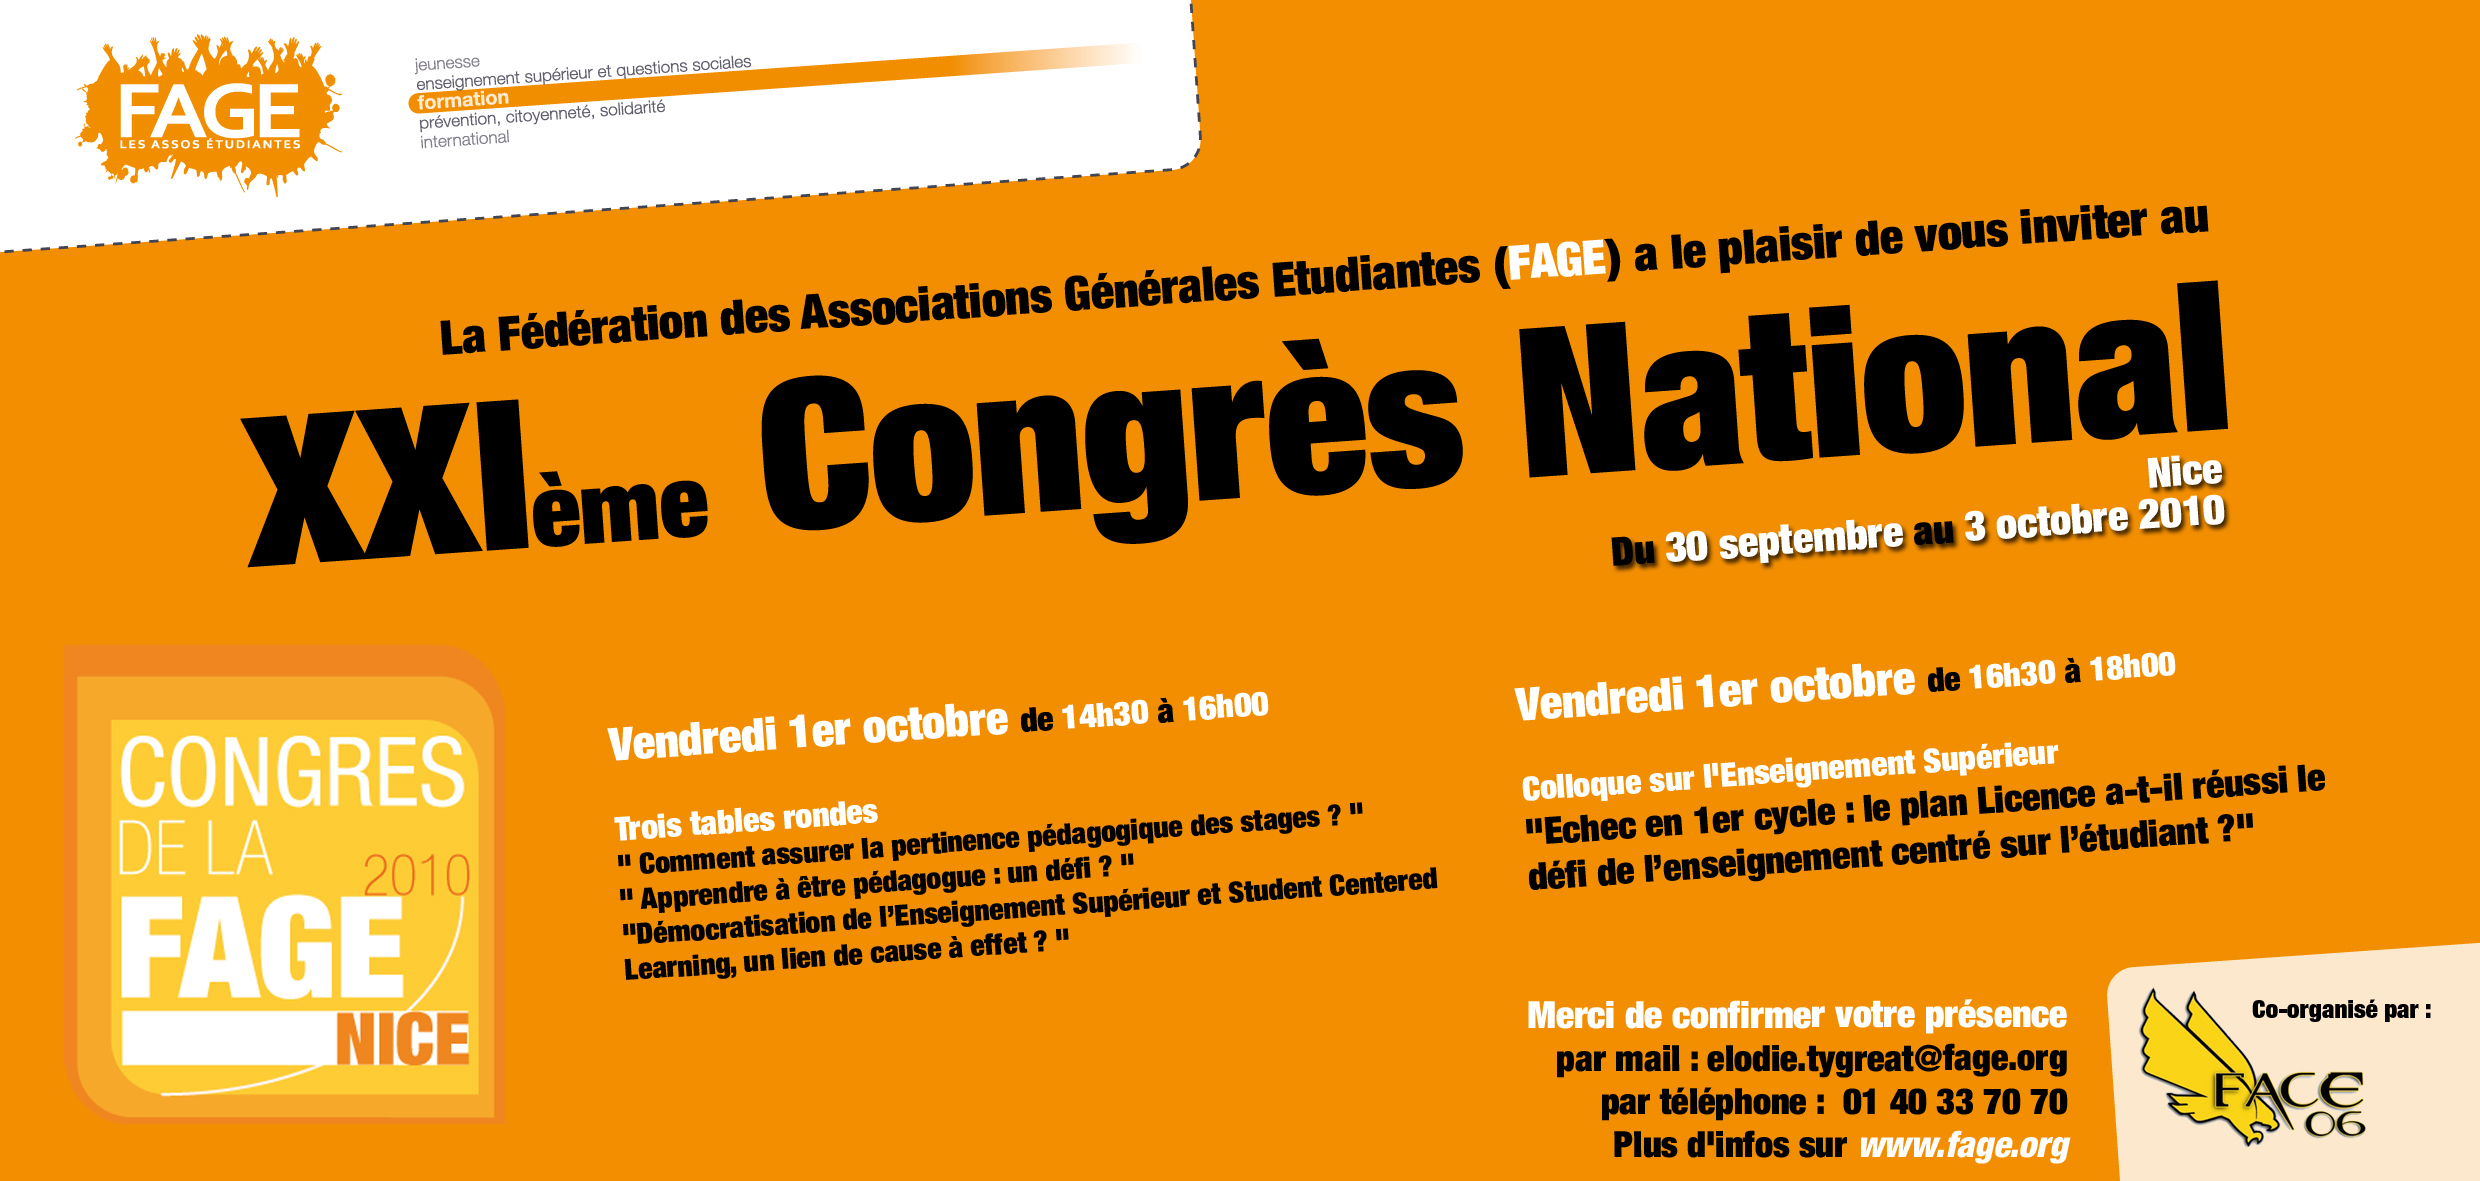 FAGE
LES ASSOS ÉTUDIANTES
jeunesse
enseignement supérieur et questions sociales
formation
prévention, citoyenneté, solidarité
international
La Fédération des Associations Générales Etudiantes (FAGE) a le plaisir de vous inviter au
XXIème Congrès National
Nice
Du 30 septembre au 3 octobre 2010
CONGRES
DE LA
2010
FAGE
NICE
Vendredi 1er octobre de 14h30 à 16h00
Trois tables rondes
" Comment assurer la pertinence pédagogique des stages ? "
" Apprendre à être pédagogue : un défi ? "
"Démocratisation de l’Enseignement Supérieur et Student Centered
Learning, un lien de cause à effet ? "
Vendredi 1er octobre de 16h30 à 18h00
Colloque sur l'Enseignement Supérieur
"Echec en 1er cycle : le plan Licence a-t-il réussi le
défi de l’enseignement centré sur l’étudiant ?"
Merci de confirmer votre présence
par mail : elodie.tygreat@fage.org
par téléphone : 01 40 33 70 70
Plus d'infos sur www.fage.org
Co-organisé par :
FACE
06